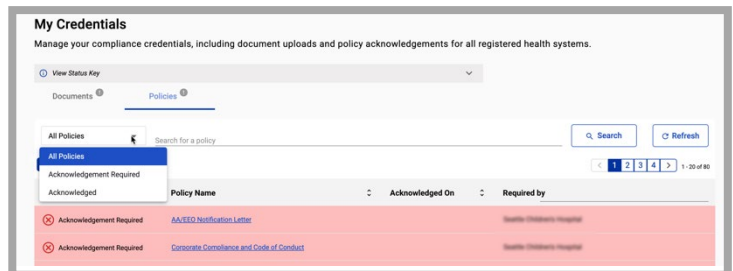 My Credentials
Manage your compliance credentials, including document uploads and policy acknowledgements for all registered health systems.
View Status Key
Documents Policies
All Policies Search for a policy Search Refresh
All Policies
Acknowledgement Required
Acknowledged
1 2 3 4 1 - 20 of 80
Policy Name Acknowledged On Required by
Acknowledgement Required AA/EEO Notification Letter
Acknowledgement Required Corporate Compliance and Code of Conduct